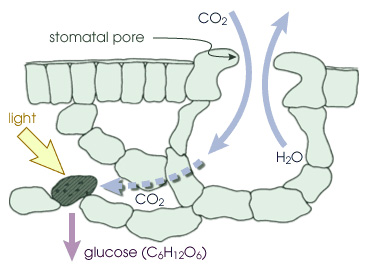 CO₂
stomatal pore
light
H₂O
CO₂
glucose (C₆H₁₂O₆)